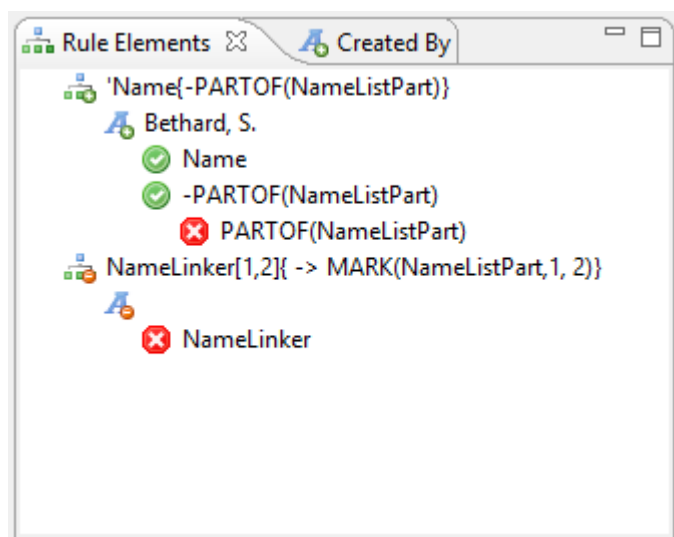 Rule Elements Created By
'Name{-PARTOF(NameListPart)}
Bethard, S.
Name
-PARTOF(NameListPart)
PARTOF(NameListPart)
NameLinker[1,2]{ -> MARK(NameListPart,1, 2)}
NameLinker